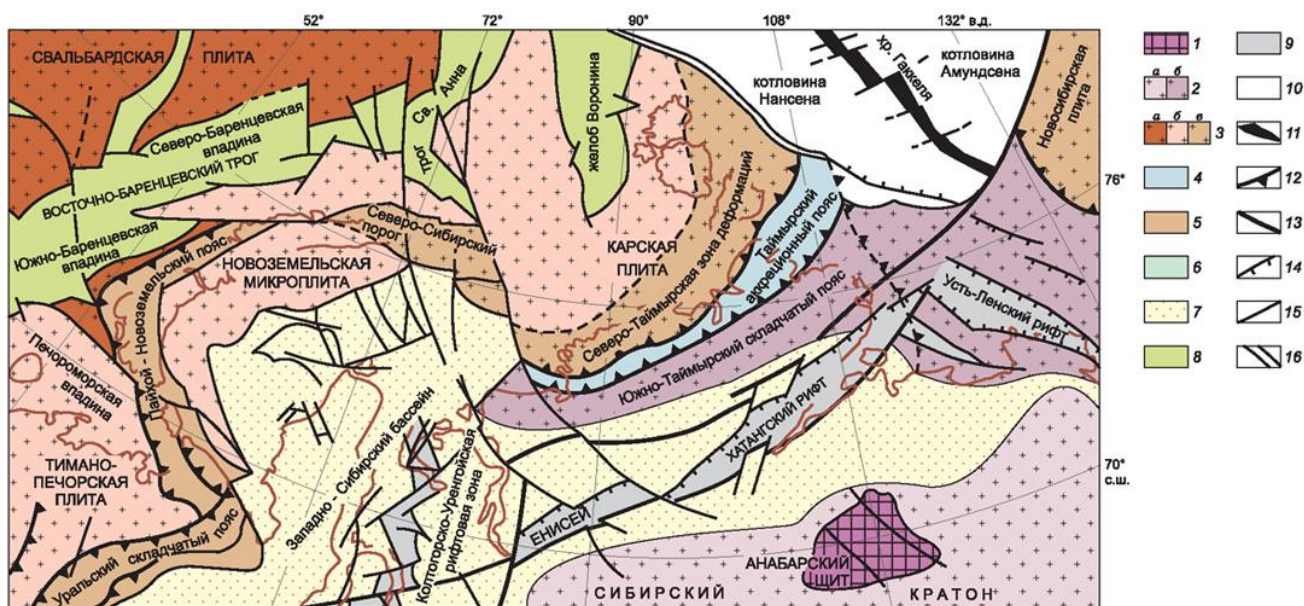 52°
72°
90°
108°
132° в.д.
СВАЛЬБАРДСКАЯ ПЛИТА
Северо-Баренцевская
впадина
ВОСТОЧНО-БАРЕНЦЕВСКИЙ ТРОГ
Южно-Баренцевская
впадина
Трог Св. Анна
желоб Воронина
котловина
Нансена
хр. Гаккеля
котловина
Амундсена
Новосибирская
плита
76°
Северо-Сибирский
порог
КАРСКАЯ
ПЛИТА
Северо-Таймырская зона деформаций
Таймырский
аккреционный пояс
НОВОЗЕМЕЛЬСКАЯ
МИКРОПЛИТА
Пайхой - Новоземельский пояс
Печороморская
впадина
Южно-Таймырский складчатый пояс
Усть-Ленский рифт
ХАТАНГСКИЙ РИФТ
ТИМАНО-
ПЕЧОРСКАЯ
ПЛИТА
Западно - Сибирский бассейн
Колтогорско-Уренгойская
рифтовая зона
70°
с.ш.
ЕНИСЕЙ
Уральский складчатый пояс
АНАБАРСКИЙ
ЩИТ
СИБИРСКИЙ КРАТОН
1
а б
2
а б в
3
4
5
6
7
8
9
10
11
12
13
14
15
16